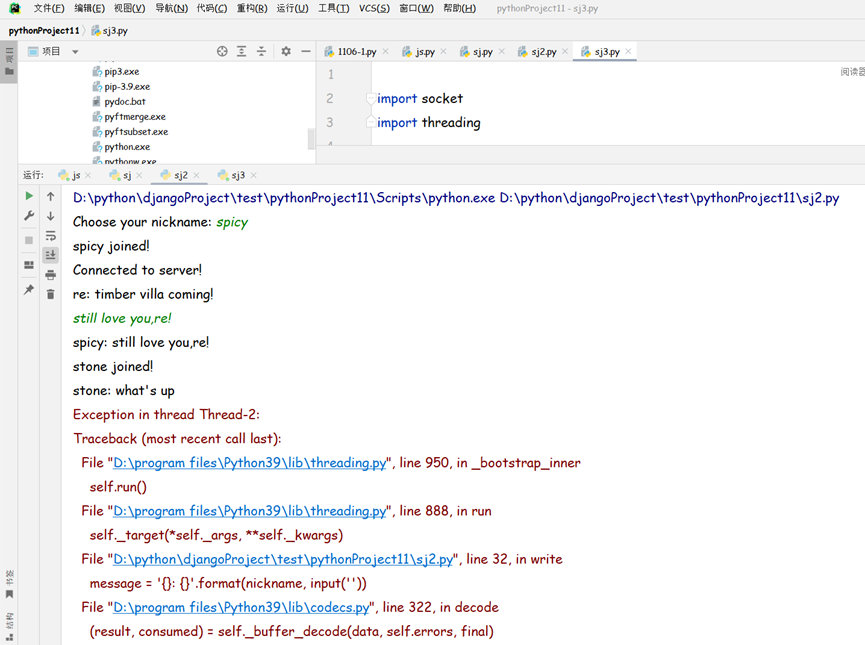 文件(F) 编辑(E) 视图(V) 导航(N) 代码(C) 重构(R) 运行(U) 工具(T) VCS(S) 窗口(W) 帮助(H) pythonProject11 - sj3.py
pythonProject11 sj3.py
项目 1106-1.py js.py sj.py sj2.py sj3.py
项目
pip3.exe
pip-3.9.exe
pydoc.bat
pyftmerge.exe
pyftsubset.exe
python.exe
pythonw.exe
1 阅读器
2 import socket
3 import threading
4
运行: js sj sj2 sj3
D:\python\djangoProject\test\pythonProject11\Scripts\python.exe D:\python\djangoProject\test\pythonProject11\sj2.py
Choose your nickname: spicy
spicy joined!
Connected to server!
re: timber villa coming!
still love you,re!
spicy: still love you,re!
stone joined!
stone: what's up
Exception in thread Thread-2:
Traceback (most recent call last):
File "D:\program files\Python39\lib\threading.py", line 950, in _bootstrap_inner
self.run()
File "D:\program files\Python39\lib\threading.py", line 888, in run
self._target(*self._args, **self._kwargs)
File "D:\python\djangoProject\test\pythonProject11\sj2.py", line 32, in write
message = '{}: {}'.format(nickname, input(''))
File "D:\program files\Python39\lib\codecs.py", line 322, in decode
(result, consumed) = self._buffer_decode(data, self.errors, final)
书签
结构